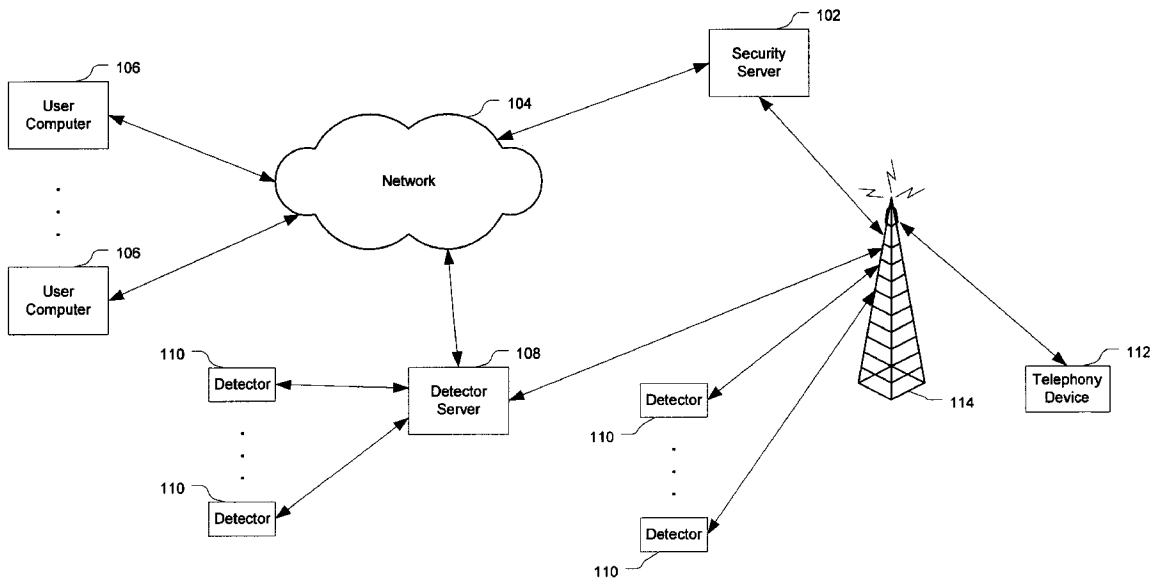 102
Security
Server
106
User
Computer
104
Network
106
User
Computer
110
Detector
108
Detector
Server
110
Detector
Detector
110
Detector
110
114
112
Telephony
Device